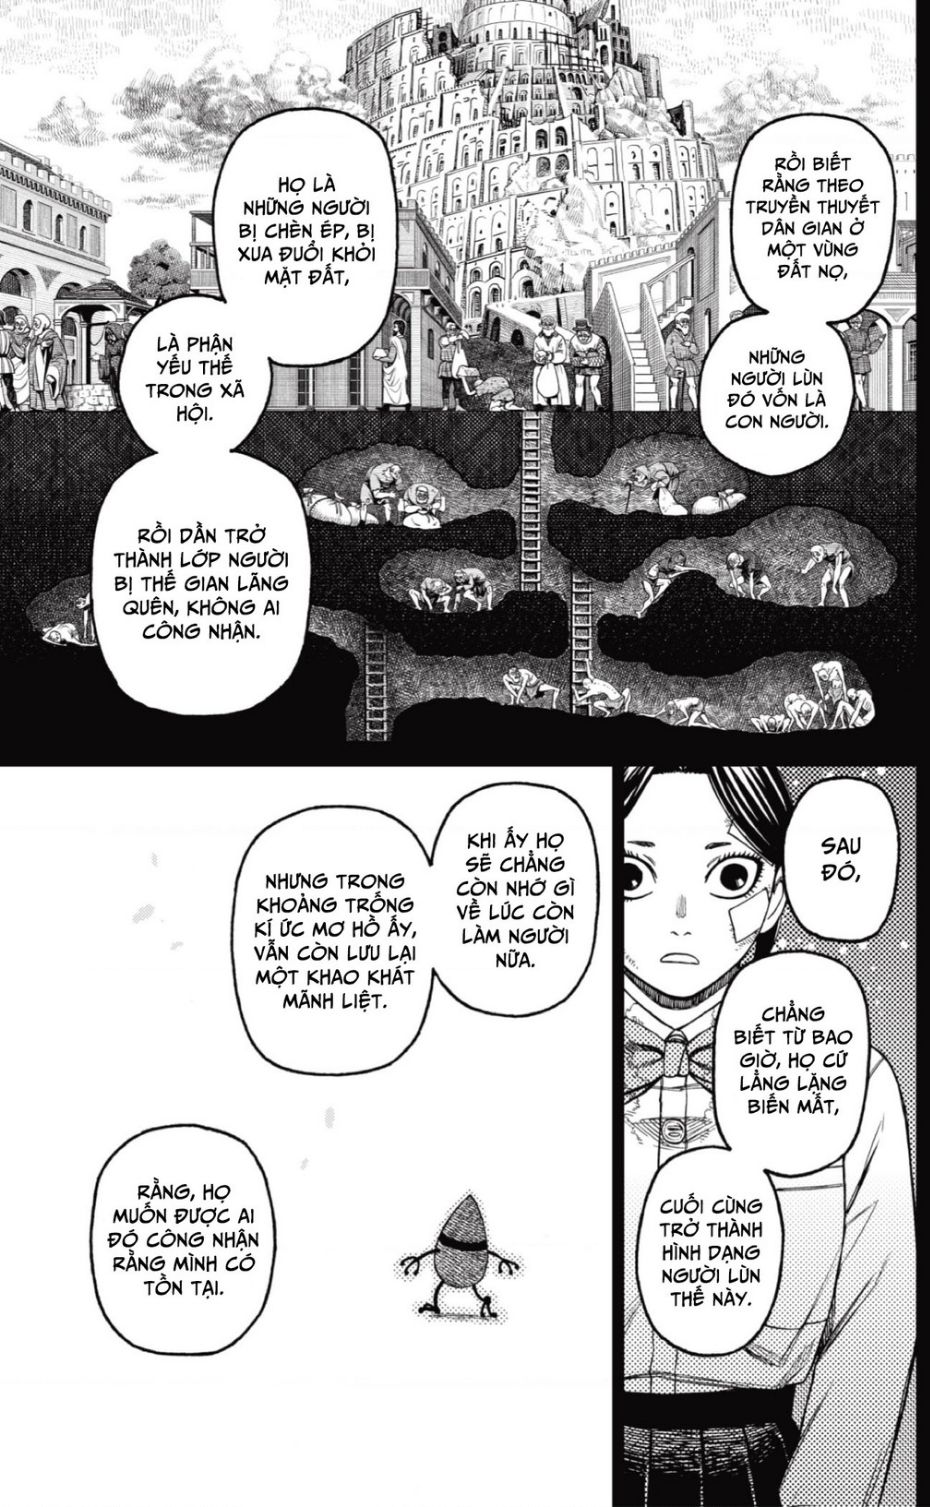 RỒI BIẾT
RẰNG THEO
TRUYỀN THUYẾT
DÂN GIAN Ở
MỘT VÙNG
ĐẤT NỌ,
NHỮNG
NGƯỜI LÙN
ĐÓ VỐN LÀ
CON NGƯỜI.
HỌ LÀ
NHỮNG NGƯỜI
BỊ CHÈN ÉP, BỊ
XUA ĐUỔI KHỎI
MẶT ĐẤT,
LÀ PHẬN
YẾU THẾ
TRONG XÃ
HỘI.
RỒI DẦN TRỞ
THÀNH LỚP NGƯỜI
BỊ THẾ GIAN LÃNG
QUÊN, KHÔNG AI
CÔNG NHẬN.
SAU
ĐÓ,
CHẲNG
BIẾT TỪ BAO
GIỜ, HỌ CỨ
LẲNG LẶNG
BIẾN MẤT,
CUỐI CÙNG
TRỞ THÀNH
HÌNH DẠNG
NGƯỜI LÙN
THẾ NÀY.
KHI ẤY HỌ
SẼ CHẲNG
CÒN NHỚ GÌ
VỀ LÚC CÒN
LÀM NGƯỜI
NỮA.
NHƯNG TRONG
KHOẢNG TRỐNG
KÍ ỨC MƠ HỒ ẤY,
VẪN CÒN LƯU LẠI
MỘT KHAO KHÁT
MÃNH LIỆT.
RẰNG, HỌ
MUỐN ĐƯỢC AI
ĐÓ CÔNG NHẬN
RẰNG MÌNH CÓ
TỒN TẠI.